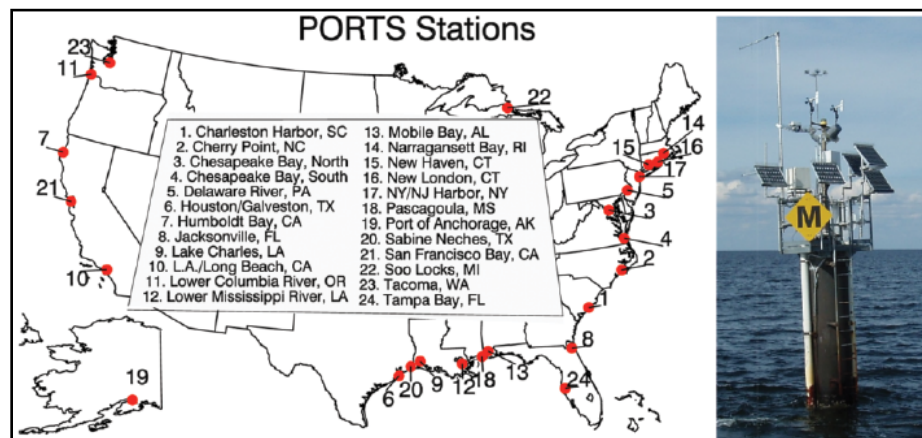 PORTS Stations
1. Charleston Harbor, SC
2. Cherry Point, NC
3. Chesapeake Bay, North
4. Chesapeake Bay, South
5. Delaware River, PA
6. Houston/Galveston, TX
7. Humboldt Bay, CA
8. Jacksonville, FL
9. Lake Charles, LA
10. L.A./Long Beach, CA
11. Lower Columbia River, OR
12. Lower Mississippi River, LA
13. Mobile Bay, AL
14. Narragansett Bay, RI
15. New Haven, CT
16. New London, CT
17. NY/NJ Harbor, NY
18. Pascagoula, MS
19. Port of Anchorage, AK
20. Sabine Neches, TX
21. San Francisco Bay, CA
22. Soo Locks, MI
23. Tacoma, WA
24. Tampa Bay, FL
23
11
7
21
10
19
22
14
15
16
17
5
3
4
2
1
8
24
6
20
9
12
18
13
M